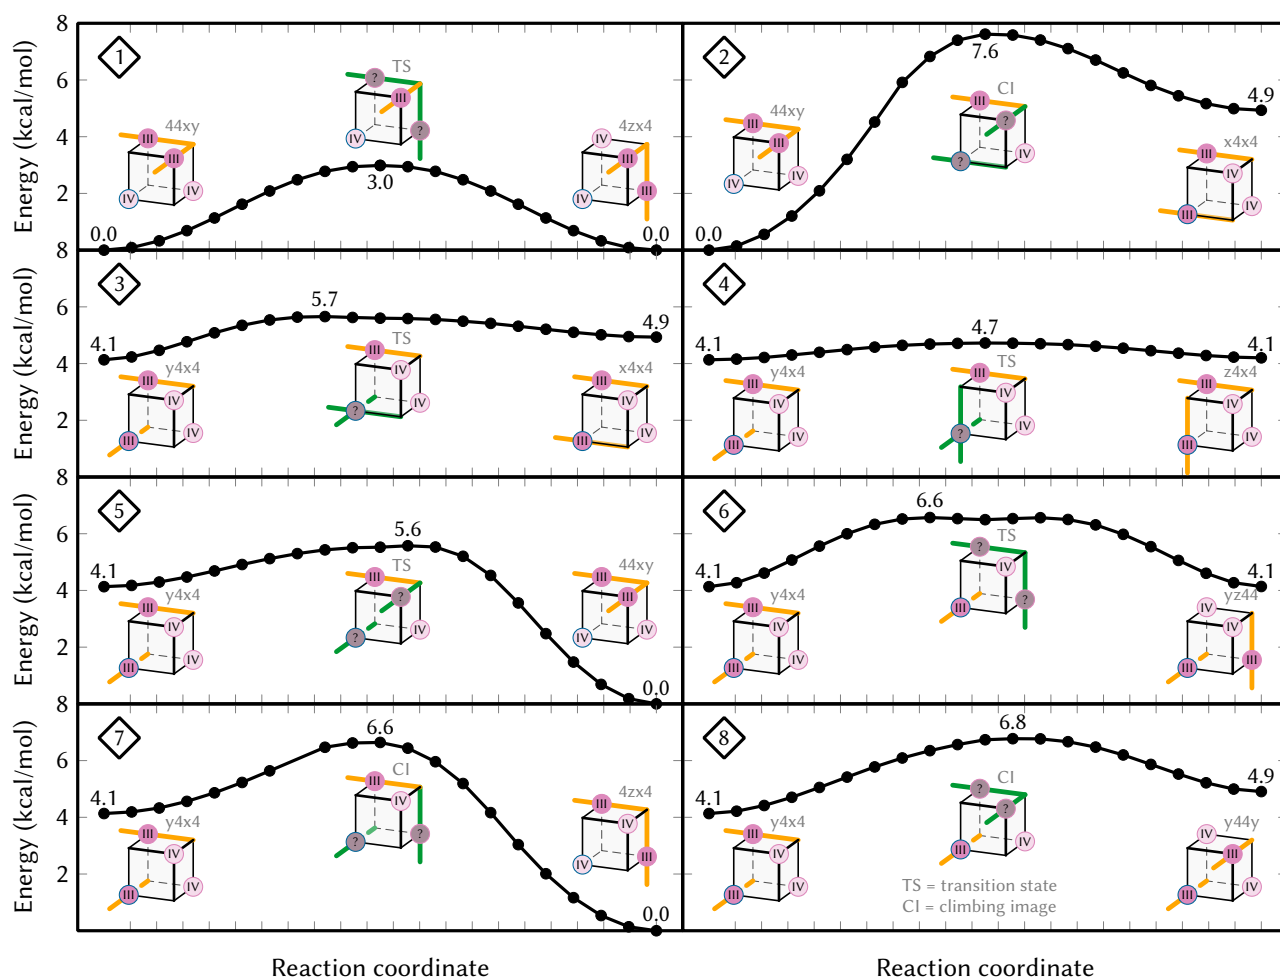 8
6
4
2
Energy (kcal/mol)
1
0.0
44xy
III
III
IV
IV
TS
?
III
?
IV
3.0
4zx4
IV
III
III
IV
0.0
2
0.0
44xy
III
III
IV
IV
7.6
CI
III
?
?
IV
4.9
x4x4
III
IV
III
IV
8
6
4
2
Energy (kcal/mol)
3
4.1
y4x4
III
IV
III
IV
5.7
TS
III
IV
?
IV
4.9
x4x4
III
IV
III
IV
4
4.1
y4x4
III
IV
III
IV
4.7
TS
III
IV
?
IV
4.1
z4x4
III
IV
III
IV
8
6
4
2
Energy (kcal/mol)
5
4.1
y4x4
III
IV
III
IV
5.6
TS
III
?
?
IV
44xy
III
III
IV
IV
0.0
6
4.1
y4x4
III
IV
III
IV
6.6
TS
?
IV
III
?
4.1
yz44
IV
IV
III
III
8
6
4
2
Energy (kcal/mol)
7
4.1
y4x4
III
IV
III
IV
6.6
CI
III
IV
?
?
4zx4
III
IV
III
IV
0.0
8
4.1
y4x4
III
IV
III
IV
6.8
CI
?
?
III
IV
4.9
y44y
IV
III
III
IV
TS = transition state
CI = climbing image
Reaction coordinate
Reaction coordinate